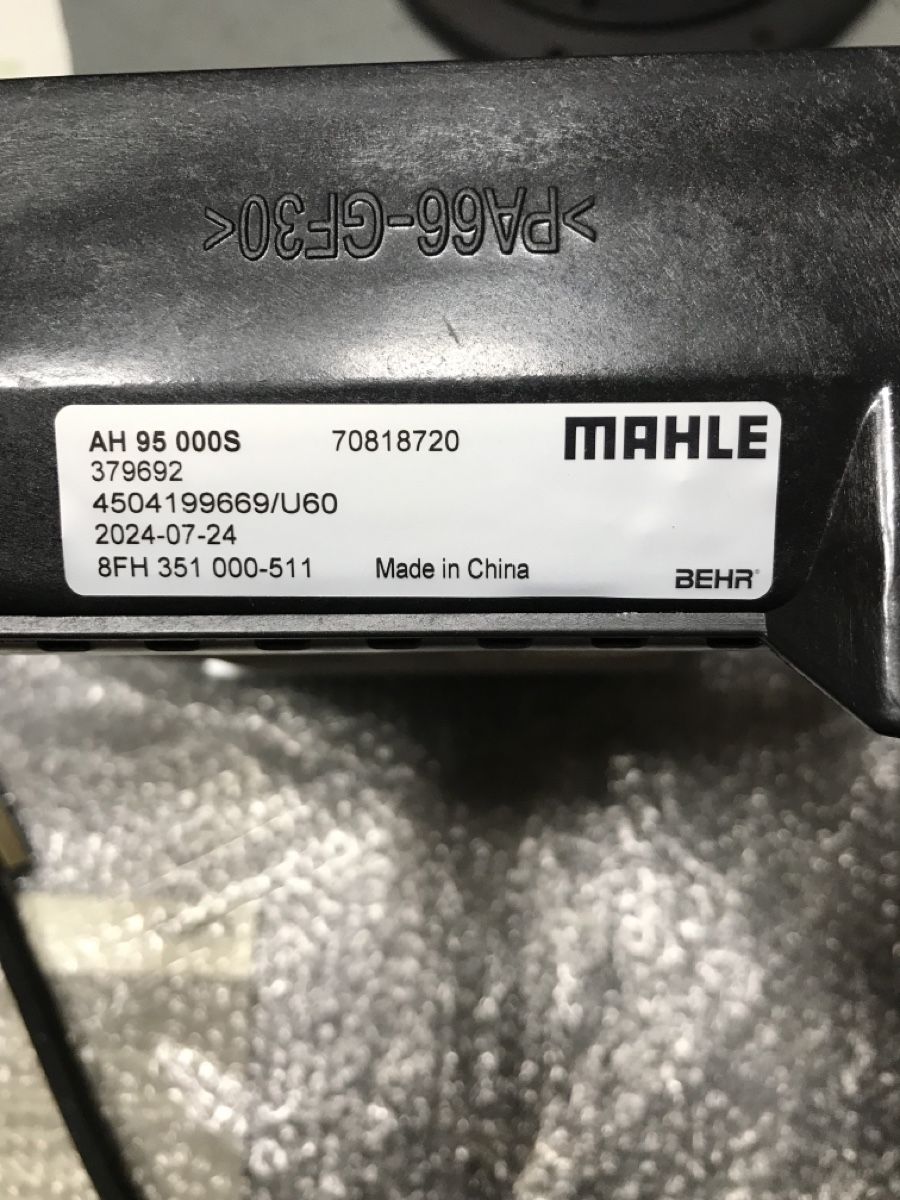 >PA66-GF30<
AH 95 000S 70818720 MAHLE
379692
4504199669/U60
2024-07-24
8FH 351 000-511 Made in China BEHR®